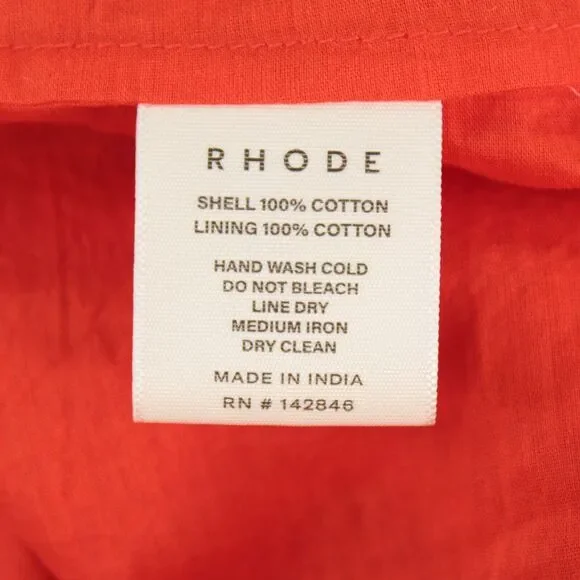 RHODE
SHELL 100% COTTON
LINING 100% COTTON
HAND WASH COLD
DO NOT BLEACH
LINE DRY
MEDIUM IRON
DRY CLEAN
MADE IN INDIA
RN # 142846